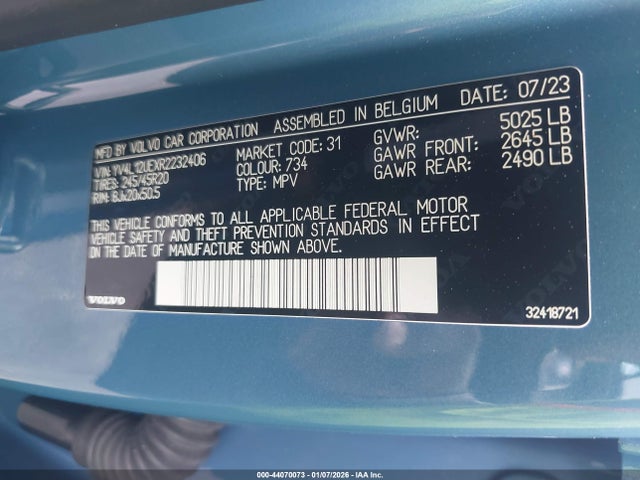 MFD BY VOLVO CAR CORPORATION ASSEMBLED IN BELGIUM DATE: 07/23
VIN: YV4L12UEXR2232406 MARKET CODE: 31 GVWR: 5025 LB
TIRES: 245/45R20 COLOUR: 734 GAWR FRONT: 2645 LB
RIM: 8Jx20x50.5 TYPE: MPV GAWR REAR: 2490 LB
THIS VEHICLE CONFORMS TO ALL APPLICABLE FEDERAL MOTOR
VEHICLE SAFETY AND THEFT PREVENTION STANDARDS IN EFFECT
ON THE DATE OF MANUFACTURE SHOWN ABOVE.
VOLVO
32418721
000-44070073 - 01/07/2026 - IAA Inc.